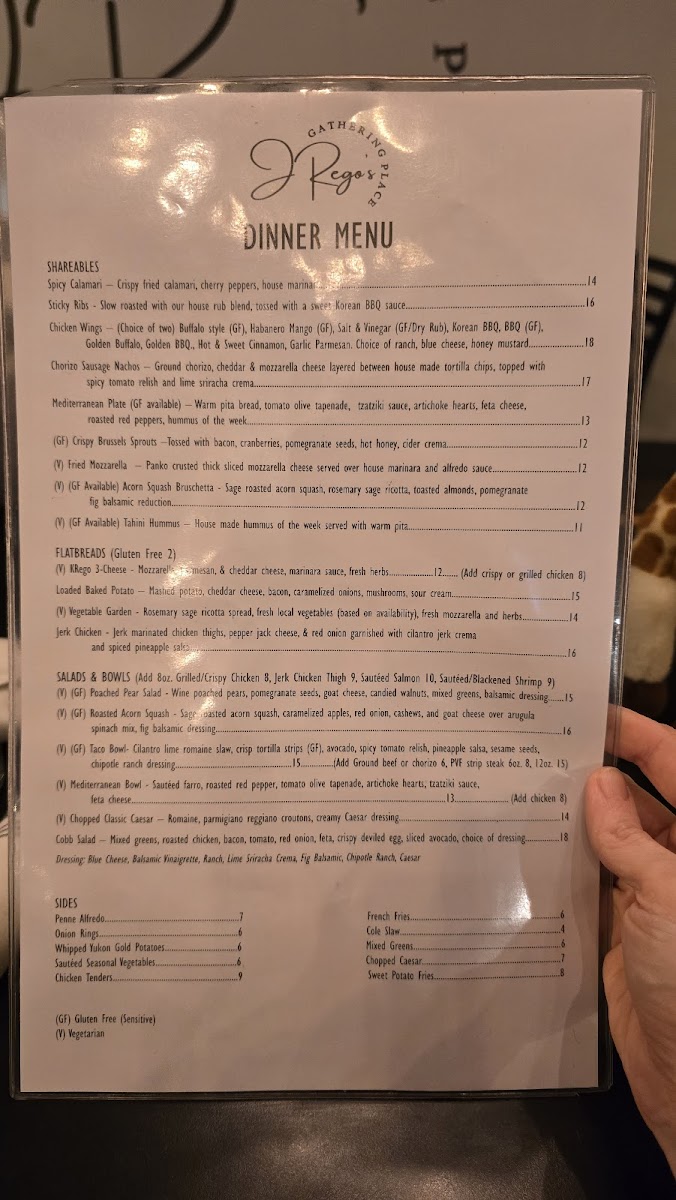 P
GATHERING PLACE
J Rego's
DINNER MENU
SHAREABLES
Spicy Calamari – Crispy fried calamari, cherry peppers, house marinara 14
Sticky Ribs - Slow roasted with our house rub blend, tossed with a sweet Korean BBQ sauce 16
Chicken Wings – (Choice of two) Buffalo style (GF), Habanero Mango (GF), Salt & Vinegar (GF/Dry Rub), Korean BBQ, BBQ (GF),
Golden Buffalo, Golden BBQ., Hot & Sweet Cinnamon, Garlic Parmesan. Choice of ranch, blue cheese, honey mustard 18
Chorizo Sausage Nachos – Ground chorizo, cheddar & mozzarella cheese layered between house made tortilla chips, topped with
spicy tomato relish and lime sriracha crema 17
Mediterranean Plate (GF available) – Warm pita bread, tomato olive tapenade, tzatziki sauce, artichoke hearts, feta cheese,
roasted red peppers, hummus of the week 13
(GF) Crispy Brussels Sprouts –Tossed with bacon, cranberries, pomegranate seeds, hot honey, cider crema 12
(V) Fried Mozzarella – Panko crusted thick sliced mozzarella cheese served over house marinara and alfredo sauce 12
(V) (GF Available) Acorn Squash Bruschetta - Sage roasted acorn squash, rosemary sage ricotta, toasted almonds, pomegranate
fig balsamic reduction 12
(V) (GF Available) Tahini Hummus – House made hummus of the week served with warm pita 11
FLATBREADS (Gluten Free 2)
(V) KRego 3-Cheese - Mozzarella, parmesan, & cheddar cheese, marinara sauce, fresh herbs 12 (Add crispy or grilled chicken 8)
Loaded Baked Potato – Mashed potato, cheddar cheese, bacon, caramelized onions, mushrooms, sour cream 15
(V) Vegetable Garden - Rosemary sage ricotta spread, fresh local vegetables (based on availability), fresh mozzarella and herbs 14
Jerk Chicken - Jerk marinated chicken thighs, pepper jack cheese, & red onion garnished with cilantro jerk crema
and spiced pineapple salsa 16
SALADS & BOWLS (Add 8oz. Grilled/Crispy Chicken 8, Jerk Chicken Thigh 9, Sautéed Salmon 10, Sautéed/Blackened Shrimp 9)
(V) (GF) Poached Pear Salad - Wine poached pears, pomegranate seeds, goat cheese, candied walnuts, mixed greens, balsamic dressing 15
(V) (GF) Roasted Acorn Squash - Sage roasted acorn squash, caramelized apples, red onion, cashews, and goat cheese over arugula
spinach mix, fig balsamic dressing 16
(V) (GF) Taco Bowl- Cilantro lime romaine slaw, crisp tortilla strips (GF), avocado, spicy tomato relish, pineapple salsa, sesame seeds,
chipotle ranch dressing 15 (Add Ground beef or chorizo 6, PVF strip steak 6oz. 8, 12oz. 15)
(V) Mediterranean Bowl - Sautéed farro, roasted red pepper, tomato olive tapenade, artichoke hearts, tzatziki sauce,
feta cheese 13 (Add chicken 8)
(V) Chopped Classic Caesar – Romaine, parmigiano reggiano croutons, creamy Caesar dressing 14
Cobb Salad – Mixed greens, roasted chicken, bacon, tomato, red onion, feta, crispy deviled egg, sliced avocado, choice of dressing 18
Dressing: Blue Cheese, Balsamic Vinaigrette, Ranch, Lime Sriracha Crema, Fig Balsamic, Chipotle Ranch, Caesar
SIDES
Penne Alfredo 7
Onion Rings 6
Whipped Yukon Gold Potatoes 6
Sautéed Seasonal Vegetables 6
Chicken Tenders 9
French Fries 6
Cole Slaw 4
Mixed Greens 6
Chopped Caesar 7
Sweet Potato Fries 8
(GF) Gluten Free (Sensitive)
(V) Vegetarian